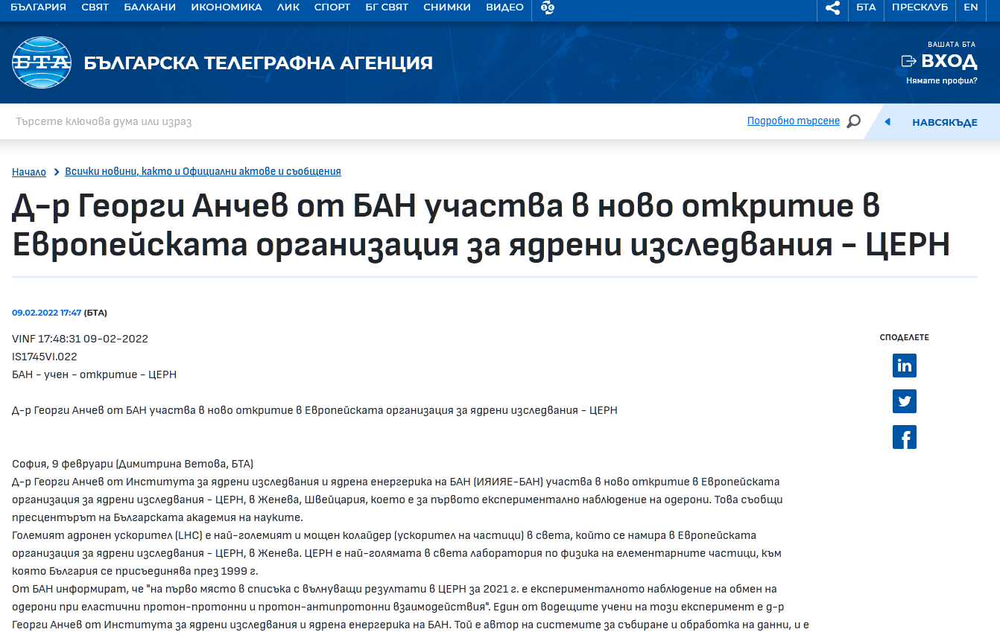 БЪЛГАРИЯ СВЯТ БАЛКАНИ ИКОНОМИКА ЛИК СПОРТ БГ СВЯТ СНИМКИ ВИДЕО БТА ПРЕСКЛУБ EN
БТА БЪЛГАРСКА ТЕЛЕГРАФНА АГЕНЦИЯ
ВАШАТА БТА
ВХОД
Нямате профил?
Търсете ключова дума или израз Подробно търсене НАВСЯКЪДЕ
Начало Всички новини, както и Официални актове и съобщения
Д-р Георги Анчев от БАН участва в ново откритие в
Европейската организация за ядрени изследвания - ЦЕРН
09.02.2022 17:47 (БТА)
VINF 17:48:31 09-02-2022
IS1745VI.022
БАН - учен - откритие - ЦЕРН
СПОДЕЛЕТЕ
Д-р Георги Анчев от БАН участва в ново откритие в Европейската организация за ядрени изследвания - ЦЕРН
София, 9 февруари (Димитрина Ветова, БТА)
Д-р Георги Анчев от Института за ядрени изследвания и ядрена енергерика на БАН (ИЯИЯЕ-БАН) участва в ново откритие в Европейската
организация за ядрени изследвания - ЦЕРН, в Женева, Швейцария, което е за първото експериментално наблюдение на одерони. Това съобщи
пресцентърът на Българската академия на науките.
Големият адронен ускорител (LHC) е най-големият и мощен колайдер (ускорител на частици) в света, който се намира в Европейската
организация за ядрени изследвания - ЦЕРН, в Женева. ЦЕРН е най-голямата в света лаборатория по физика на елементарните частици, към
която България се присъединява през 1999 г.
От БАН информират, че "на първо място в списъка с вълнуващи резултати в ЦЕРН за 2021 г. е експерименталното наблюдение на обмен на
одерони при еластични протон-протонни и протон-антипротонни взаимодействия". Един от водещите учени на този експеримент е д-р
Георги Анчев от Института за ядрени изследвания и ядрена енергерика на БАН. Той е автор на системите за събиране и обработка на данни, и е